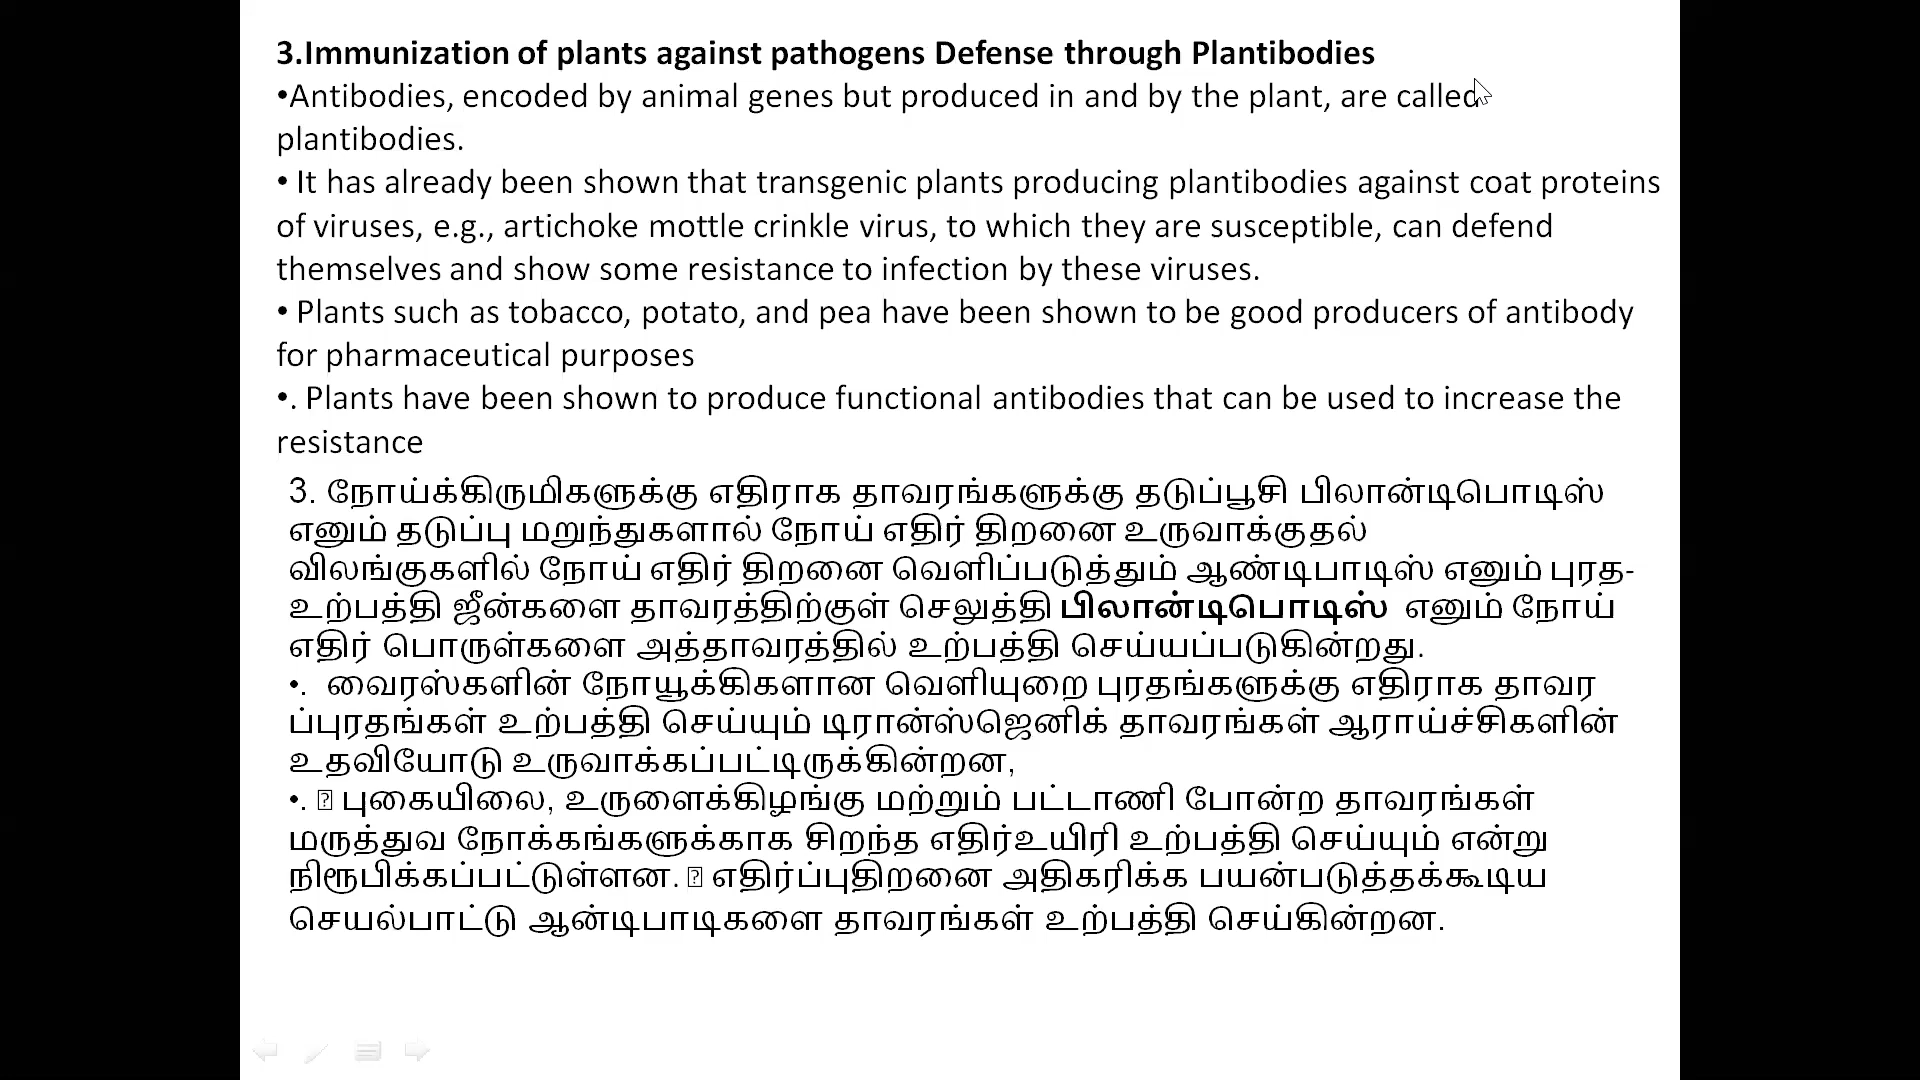 3.Immunization of plants against pathogens Defense through Plantibodies
•Antibodies, encoded by animal genes but produced in and by the plant, are called
plantibodies.
• It has already been shown that transgenic plants producing plantibodies against coat proteins
of viruses, e.g., artichoke mottle crinkle virus, to which they are susceptible, can defend
themselves and show some resistance to infection by these viruses.
• Plants such as tobacco, potato, and pea have been shown to be good producers of antibody
for pharmaceutical purposes
•. Plants have been shown to produce functional antibodies that can be used to increase the
resistance
3. நோய்க்கிருமிகளுக்கு எதிராக தாவரங்களுக்கு தடுப்பூசி பிலான்டிபொடிஸ்
எனும் தடுப்பு மறுந்துகளால் நோய் எதிர் திறனை உருவாக்குதல்
விலங்குகளில் நோய் எதிர் திறனை வெளிப்படுத்தும் ஆண்டிபாடிஸ் எனும் புரத-
உற்பத்தி ஜீன்களை தாவரத்திற்குள் செலுத்தி பிலான்டிபொடிஸ் எனும் நோய்
எதிர் பொருள்களை அத்தாவரத்தில் உற்பத்தி செய்யப்படுகின்றது.
•. வைரஸ்களின் நோயூக்கிகளான வெளியுறை புரதங்களுக்கு எதிராக தாவர
ப்புரதங்கள் உற்பத்தி செய்யும் டிரான்ஸ்ஜெனிக் தாவரங்கள் ஆராய்ச்சிகளின்
உதவியோடு உருவாக்கப்பட்டிருக்கின்றன,
•. புகையிலை, உருளைக்கிழங்கு மற்றும் பட்டாணி போன்ற தாவரங்கள்
மருத்துவ நோக்கங்களுக்காக சிறந்த எதிர்உயிரி உற்பத்தி செய்யும் என்று
நிரூபிக்கப்பட்டுள்ளன. எதிர்ப்புதிறனை அதிகரிக்க பயன்படுத்தக்கூடிய
செயல்பாட்டு ஆன்டிபாடிகளை தாவரங்கள் உற்பத்தி செய்கின்றன.